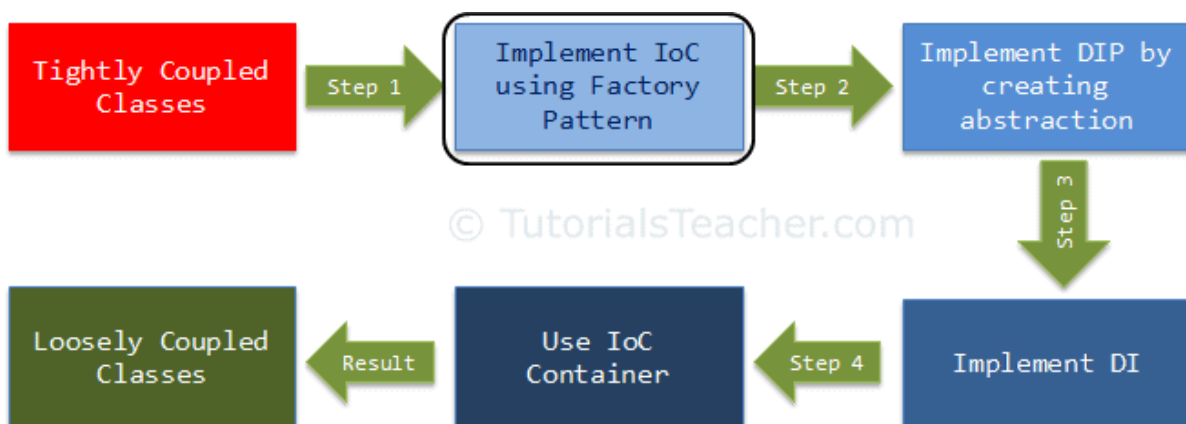 Tightly Coupled
Classes
Step 1
Implement IoC
using Factory
Pattern
Step 2
Implement DIP by
creating
abstraction
Step 3
© TutorialsTeacher.com
Implement DI
Step 4
Use IoC
Container
Result
Loosely Coupled
Classes